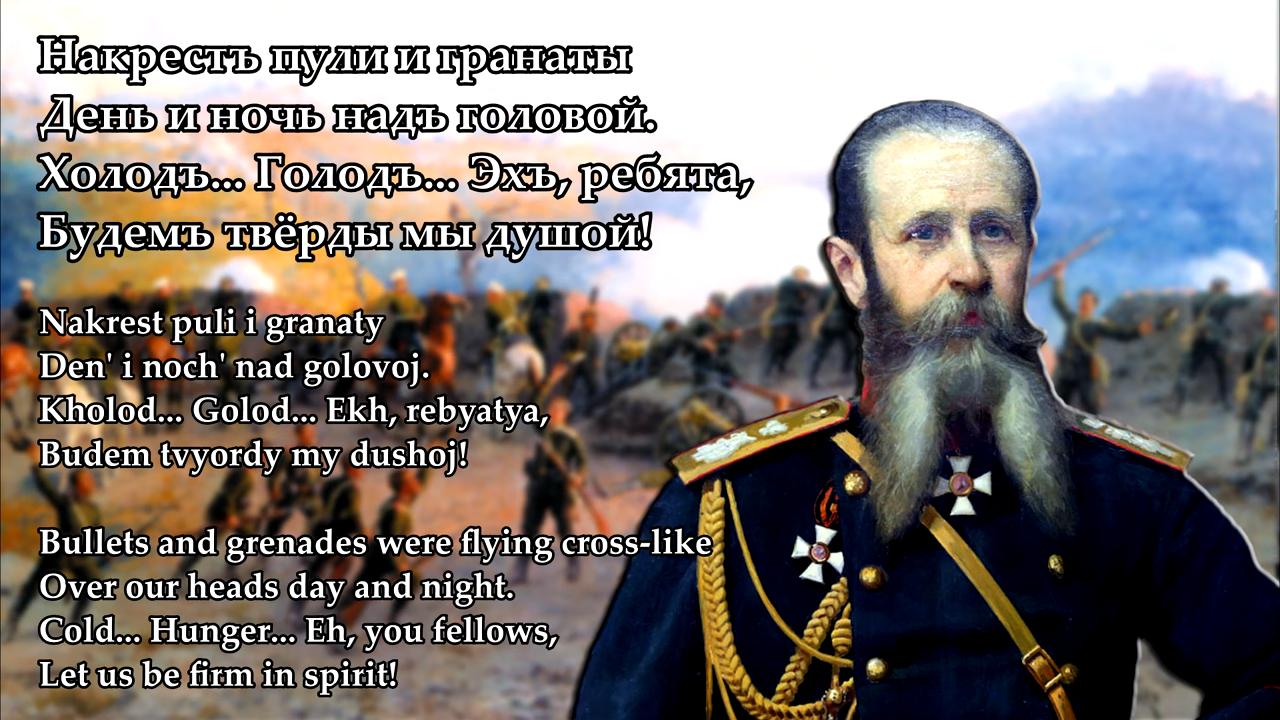 Накрестъ пули и гранаты
День и ночь надъ головой.
Холодъ... Голодъ... Эхъ, ребята,
Будемъ твёрды мы душой!
Nakrest puli i granaty
Den' i noch' nad golovoj.
Kholod... Golod... Ekh, rebyatya,
Budem tvyordy my dushoj!
Bullets and grenades were flying cross-like
Over our heads day and night.
Cold... Hunger... Eh, you fellows,
Let us be firm in spirit!